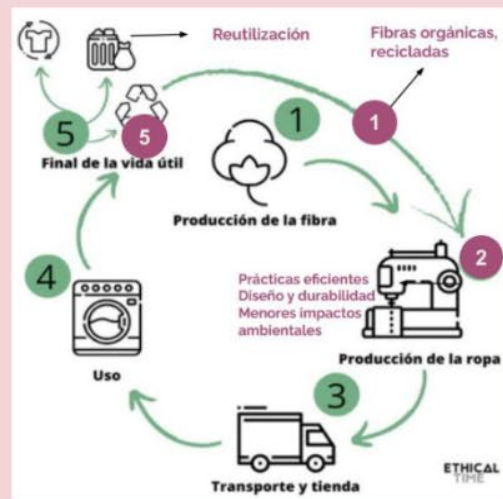 Reutilización
Fibras orgánicas,
recicladas
5
5
Final de la vida útil
1
1
Producción de la fibra
2
4
Prácticas eficientes
Diseño y durabilidad
Menores impactos
ambientales
Producción de la ropa
Uso
3
Transporte y tienda
ETHICAL
TIME